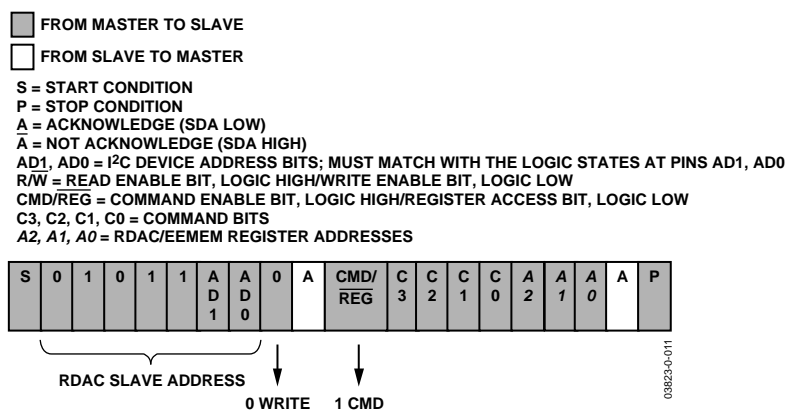 FROM MASTER TO SLAVE
FROM SLAVE TO MASTER
S = START CONDITION
P = STOP CONDITION
A = ACKNOWLEDGE (SDA LOW)
A̅ = NOT ACKNOWLEDGE (SDA HIGH)
AD1, AD0 = I²C DEVICE ADDRESS BITS; MUST MATCH WITH THE LOGIC STATES AT PINS AD1, AD0
R/W̅ = READ ENABLE BIT, LOGIC HIGH/WRITE ENABLE BIT, LOGIC LOW
CMD/R̅E̅G̅ = COMMAND ENABLE BIT, LOGIC HIGH/REGISTER ACCESS BIT, LOGIC LOW
C3, C2, C1, C0 = COMMAND BITS
A2, A1, A0 = RDAC/EEMEM REGISTER ADDRESSES
S 0 1 0 1 1 AD1 AD0 0 A CMD/R̅E̅G̅ C3 C2 C1 C0 A2 A1 A0 A P
RDAC SLAVE ADDRESS
0 WRITE 1 CMD
03823-0-011